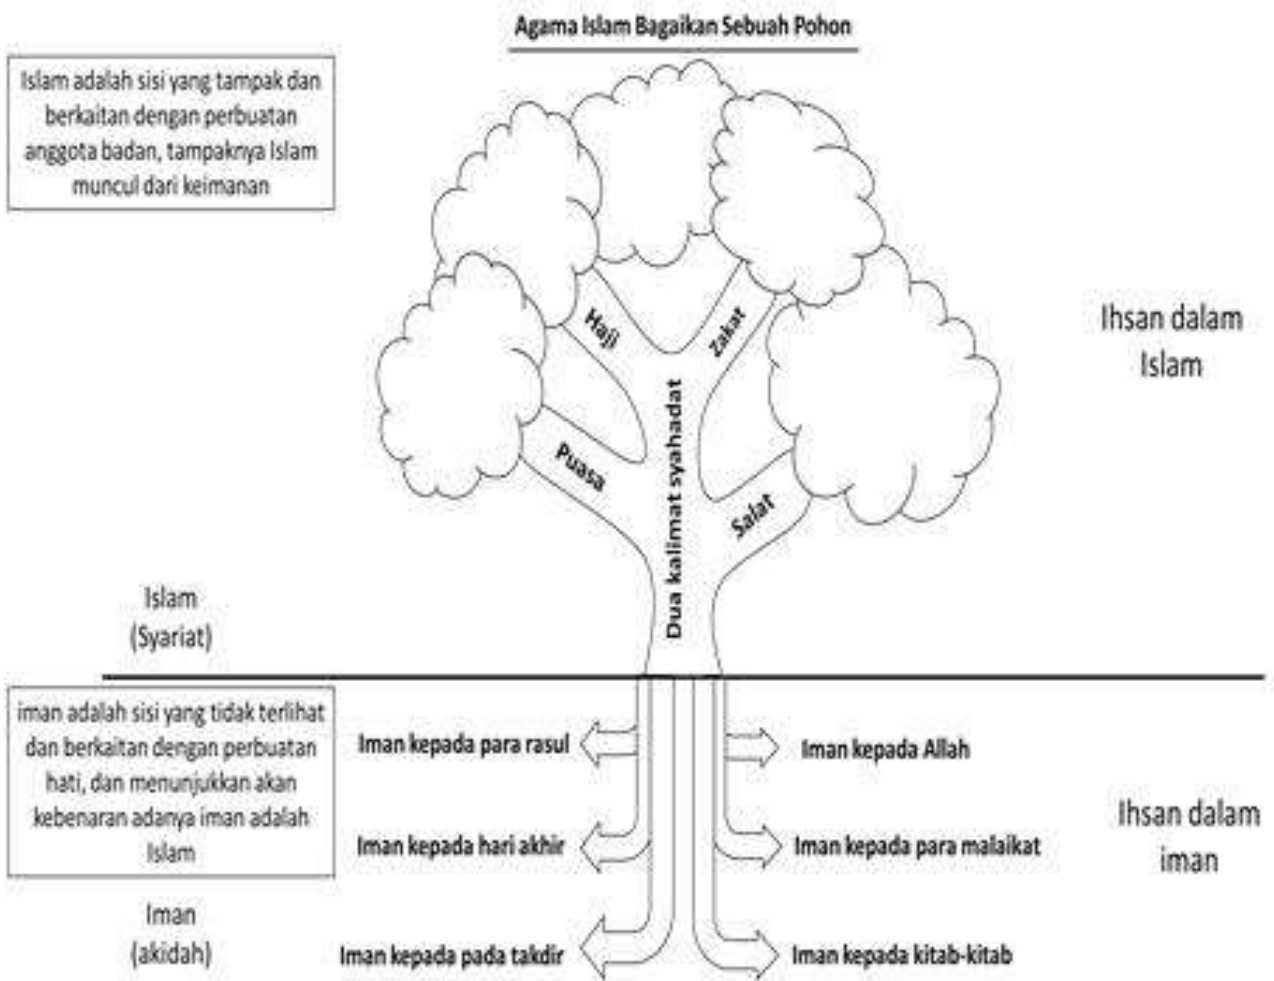 Agama Islam Bagaikan Sebuah Pohon
Islam adalah sisi yang tampak dan
berkaitan dengan perbuatan
anggota badan, tampaknya Islam
muncul dari keimanan
Haji
Zakat
Puasa
Dua kalimat syahadat
Salat
Ihsan dalam
Islam
Islam
(Syariat)
iman adalah sisi yang tidak terlihat
dan berkaitan dengan perbuatan
hati, dan menunjukkan akan
kebenaran adanya iman adalah
Islam
Iman
(akidah)
Iman kepada para rasul
Iman kepada Allah
Iman kepada hari akhir
Iman kepada para malaikat
Iman kepada pada takdir
Iman kepada kitab-kitab
Ihsan dalam
iman